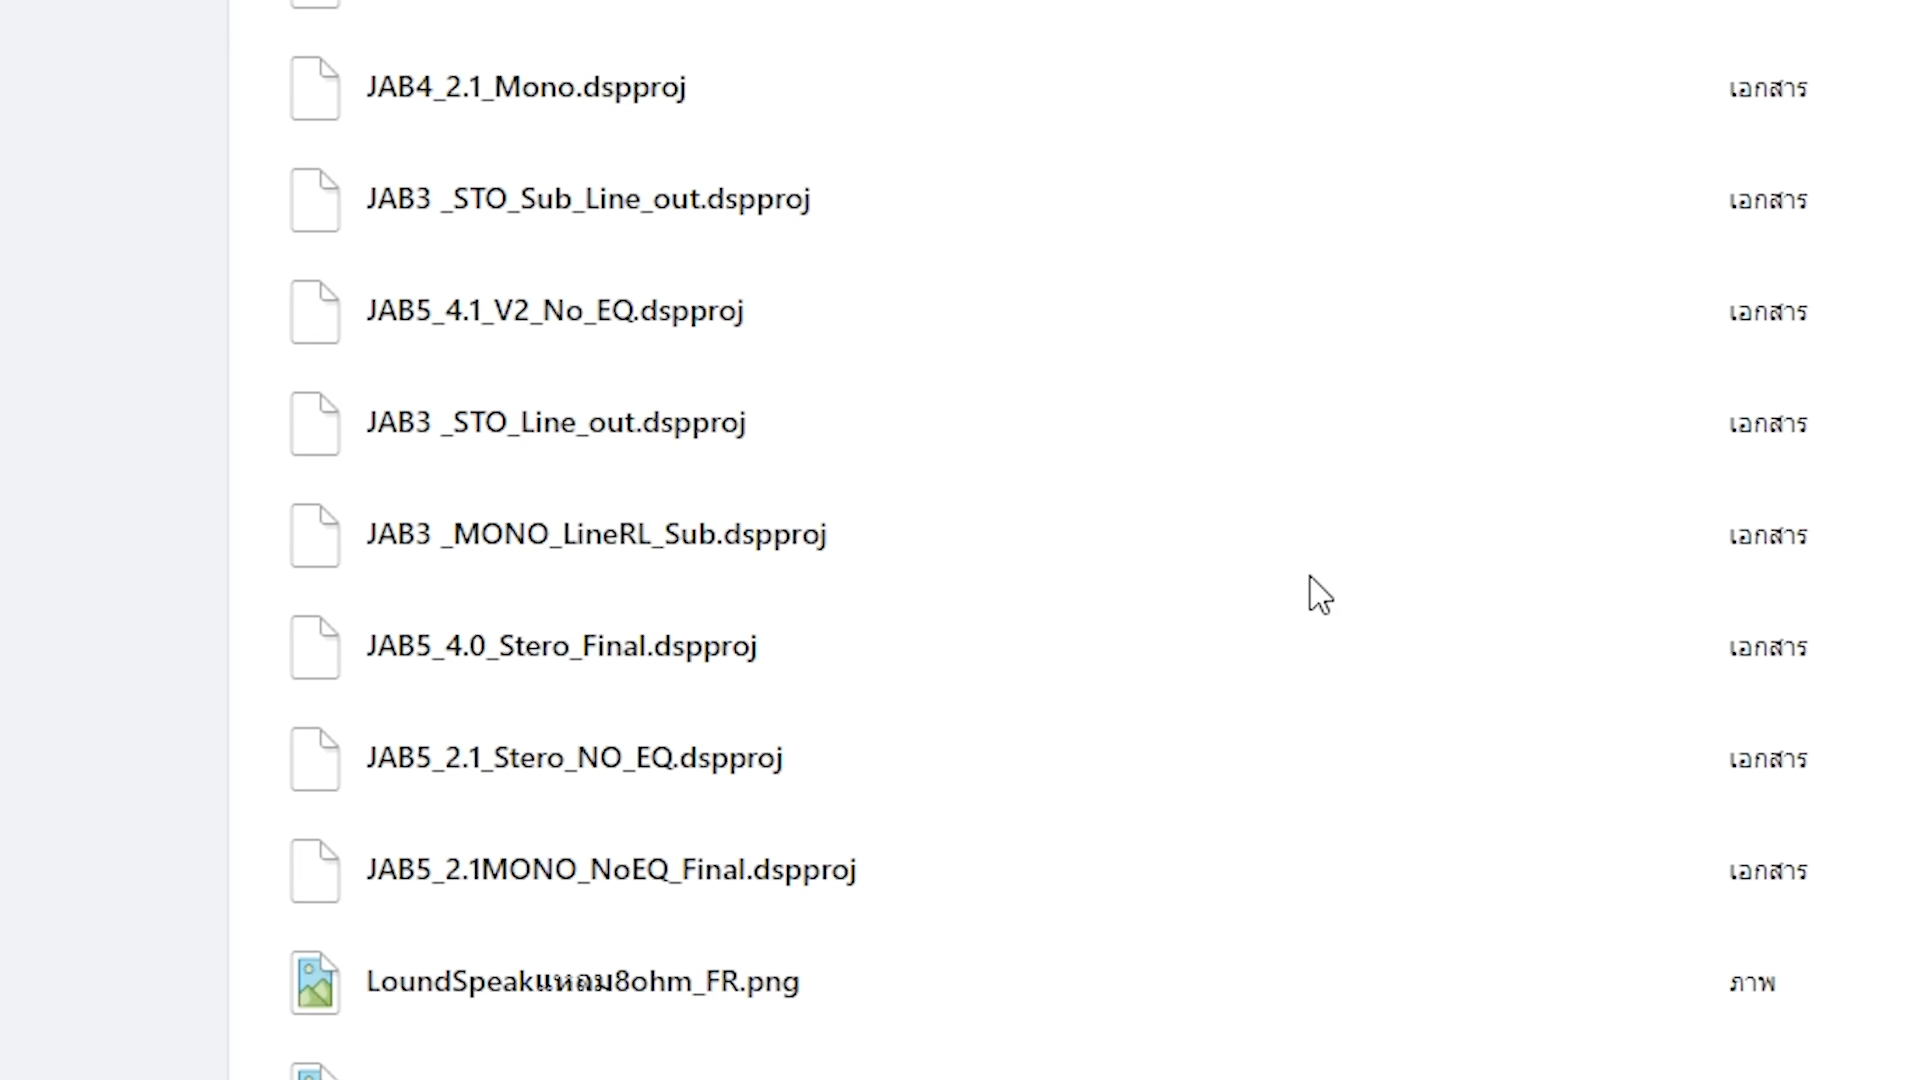 JAB4_2.1_Mono.dspproj เอกสาร
JAB3 _STO_Sub_Line_out.dspproj เอกสาร
JAB5_4.1_V2_No_EQ.dspproj เอกสาร
JAB3 _STO_Line_out.dspproj เอกสาร
JAB3 _MONO_LineRL_Sub.dspproj เอกสาร
JAB5_4.0_Stero_Final.dspproj เอกสาร
JAB5_2.1_Stero_NO_EQ.dspproj เอกสาร
JAB5_2.1MONO_NoEQ_Final.dspproj เอกสาร
LoundSpeakแหลม8ohm_FR.png ภาพ